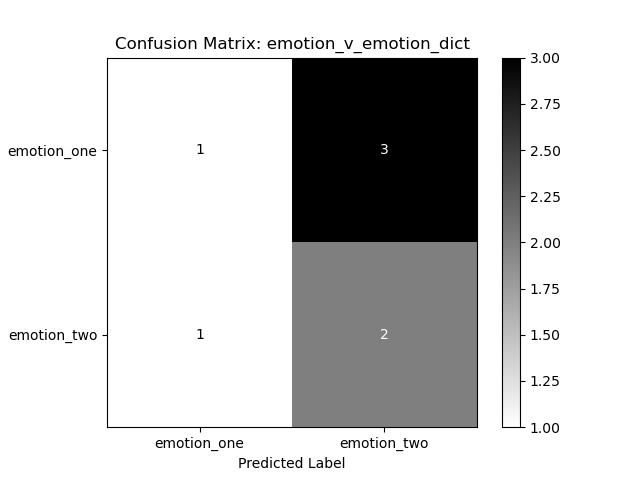 Confusion Matrix: emotion_v_emotion_dict
emotion_one
1
3
emotion_two
1
2
emotion_one
emotion_two
Predicted Label
3.00
2.75
2.50
2.25
2.00
1.75
1.50
1.25
1.00